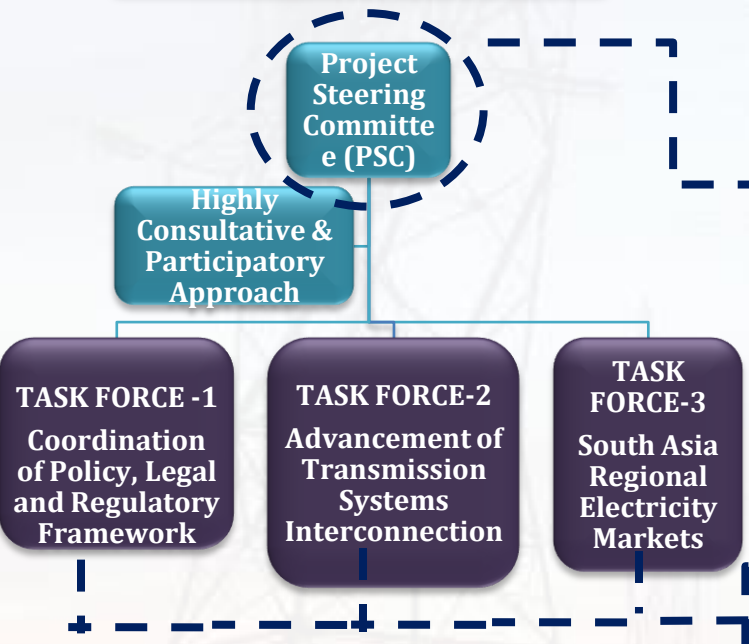 Project
Steering
Committe
e (PSC)
Highly
Consultative &
Participatory
Approach
TASK FORCE -1
Coordination
of Policy, Legal
and Regulatory
Framework
TASK FORCE-2
Advancement of
Transmission
Systems
Interconnection
TASK
FORCE-3
South Asia
Regional
Electricity
Markets